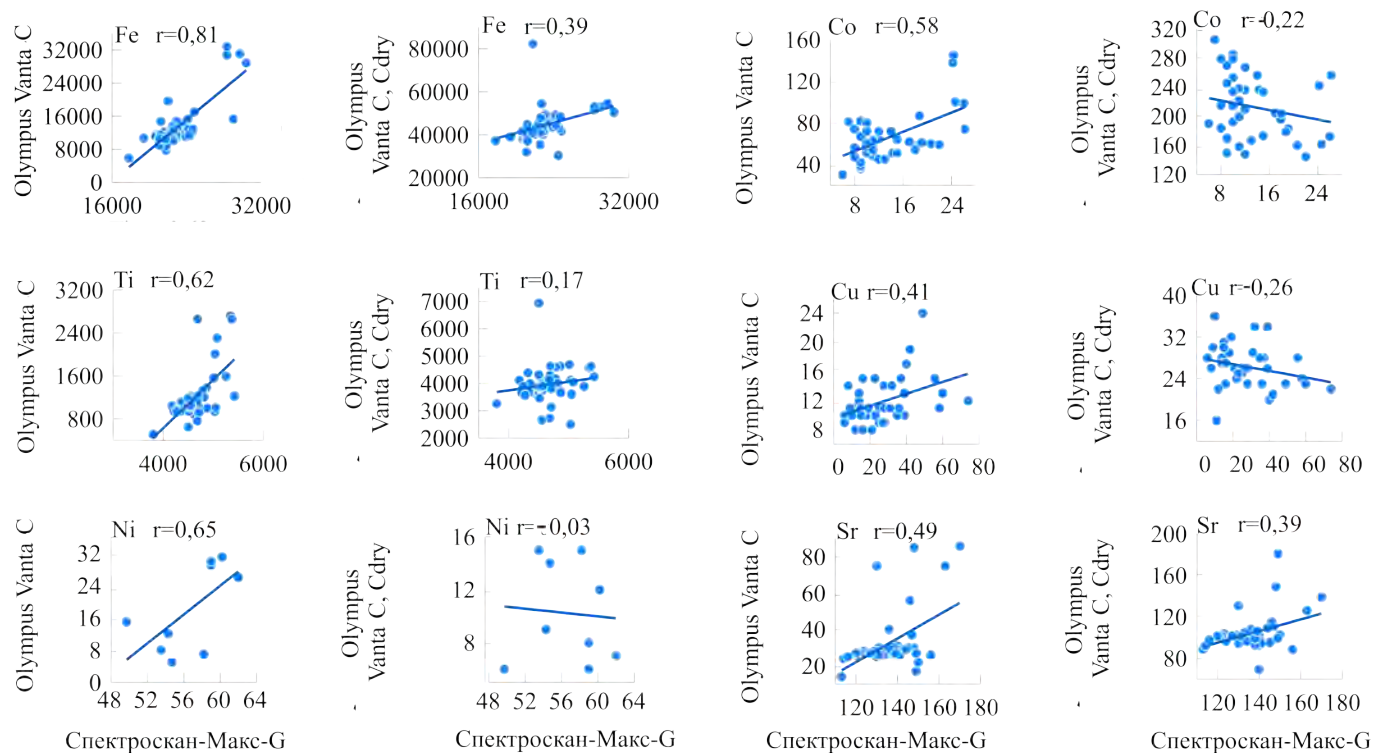 Fe r=0,81
Olympus Vanta C
32000
24000
16000
8000
0
16000 32000
Fe r=0,39
Olympus
Vanta C, Cdry
80000
60000
40000
20000
16000 32000
Co r=0,58
Olympus Vanta C
160
120
80
40
8 16 24
Co r=-0,22
Olympus
Vanta C, Cdry
320
280
240
200
160
120
8 16 24
Ti r=0,62
Olympus Vanta C
3200
2400
1600
800
4000 6000
Ti r=0,17
Olympus
Vanta C, Cdry
7000
6000
5000
4000
3000
2000
4000 6000
Cu r=0,41
Olympus Vanta C
24
20
16
12
8
0 20 40 60 80
Cu r=-0,26
Olympus
Vanta C, Cdry
40
32
28
24
16
0 20 40 60 80
Ni r=0,65
Olympus Vanta C
32
24
16
8
0
48 52 56 60 64
Спектроскан-Макс-G
Ni r=-0,03
Olympus
Vanta C, Cdry
16
12
8
48 52 56 60 64
Спектроскан-Макс-G
Sr r=0,49
Olympus Vanta C
80
60
40
20
120 140 160 180
Спектроскан-Макс-G
Sr r=0,39
Olympus
Vanta C, Cdry
200
160
120
80
120 140 160 180
Спектроскан-Макс-G